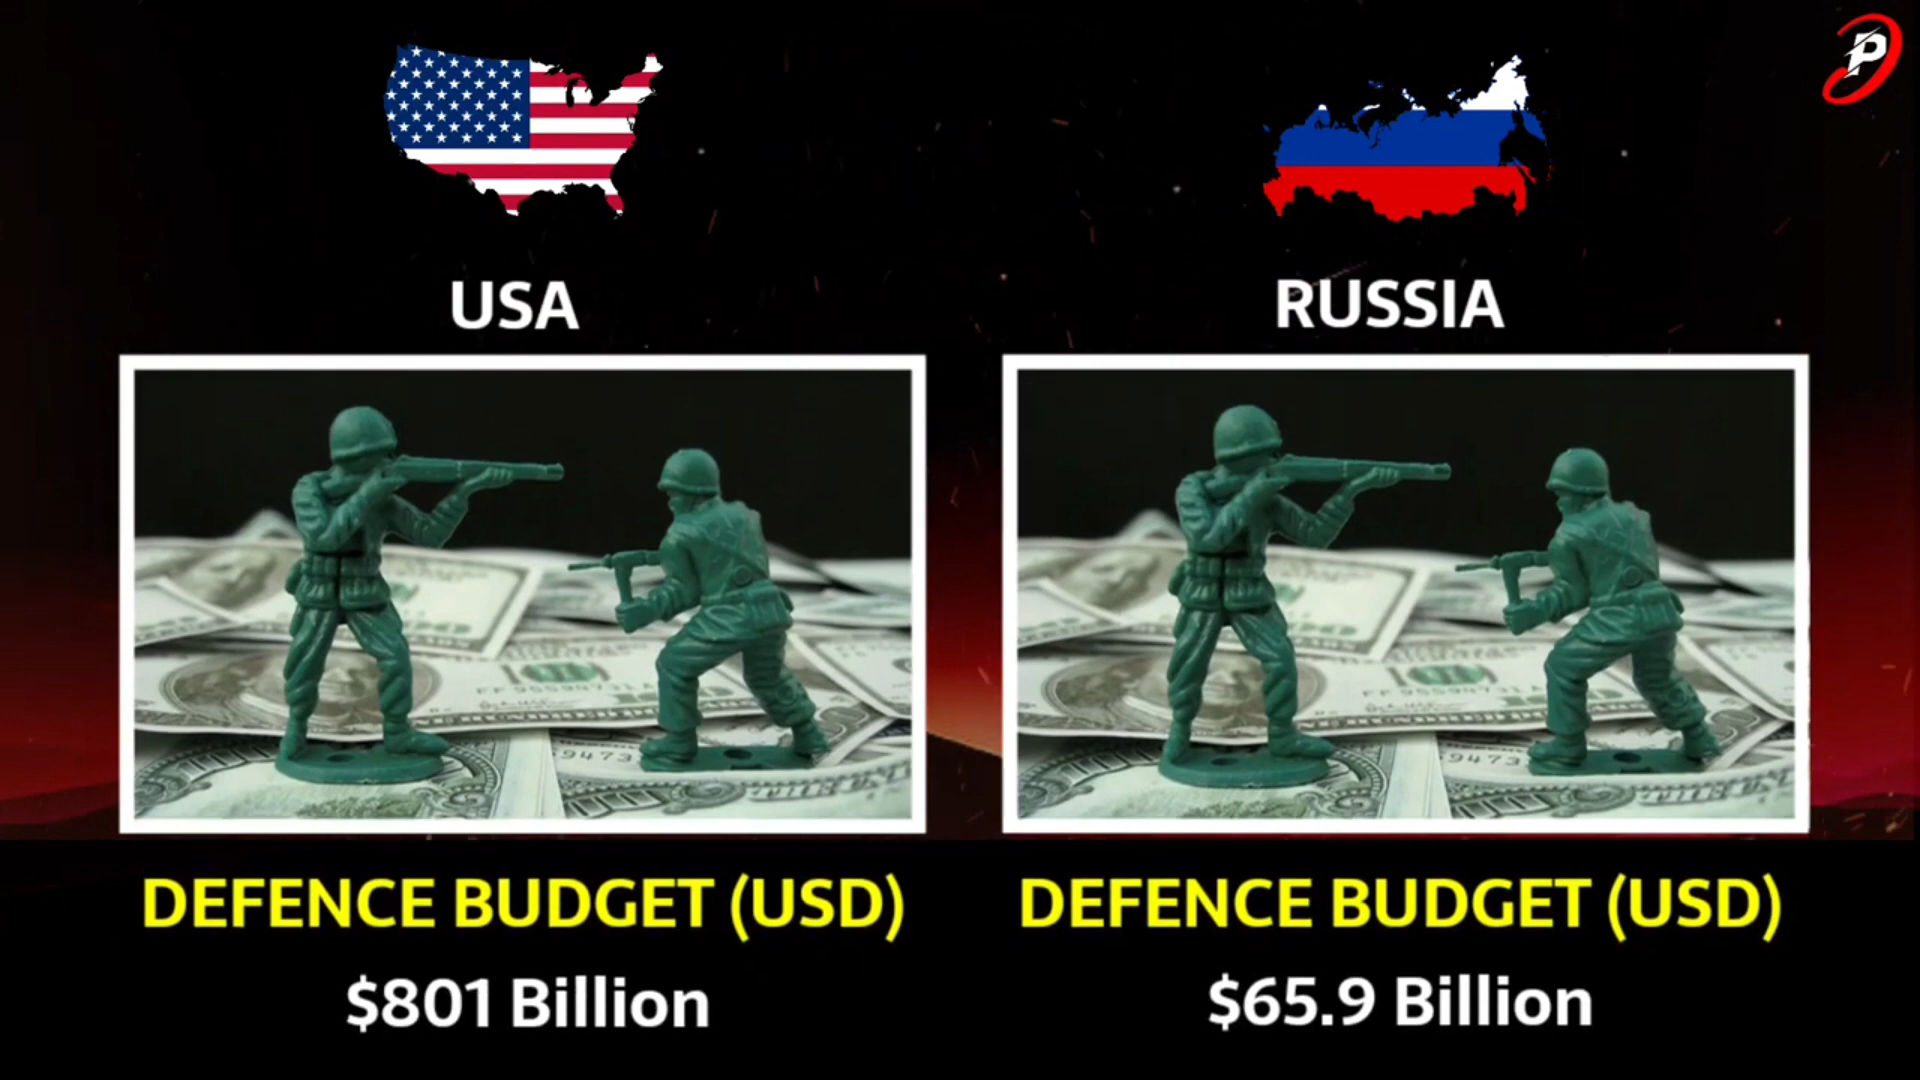 USA
RUSSIA
DEFENCE BUDGET (USD)
DEFENCE BUDGET (USD)
$801 Billion
$65.9 Billion